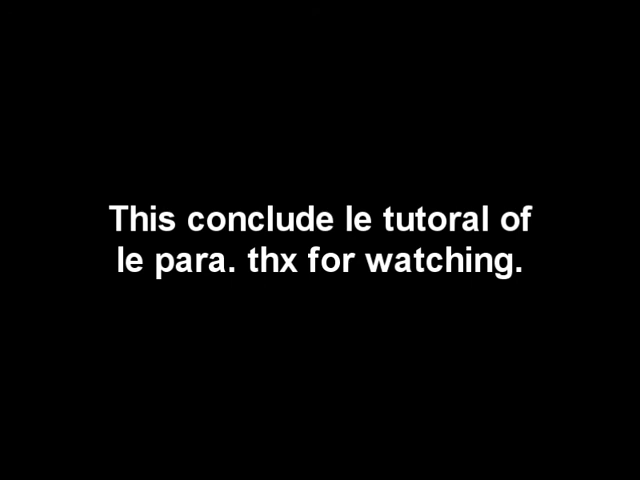 This conclude le tutoral of
le para. thx for watching.